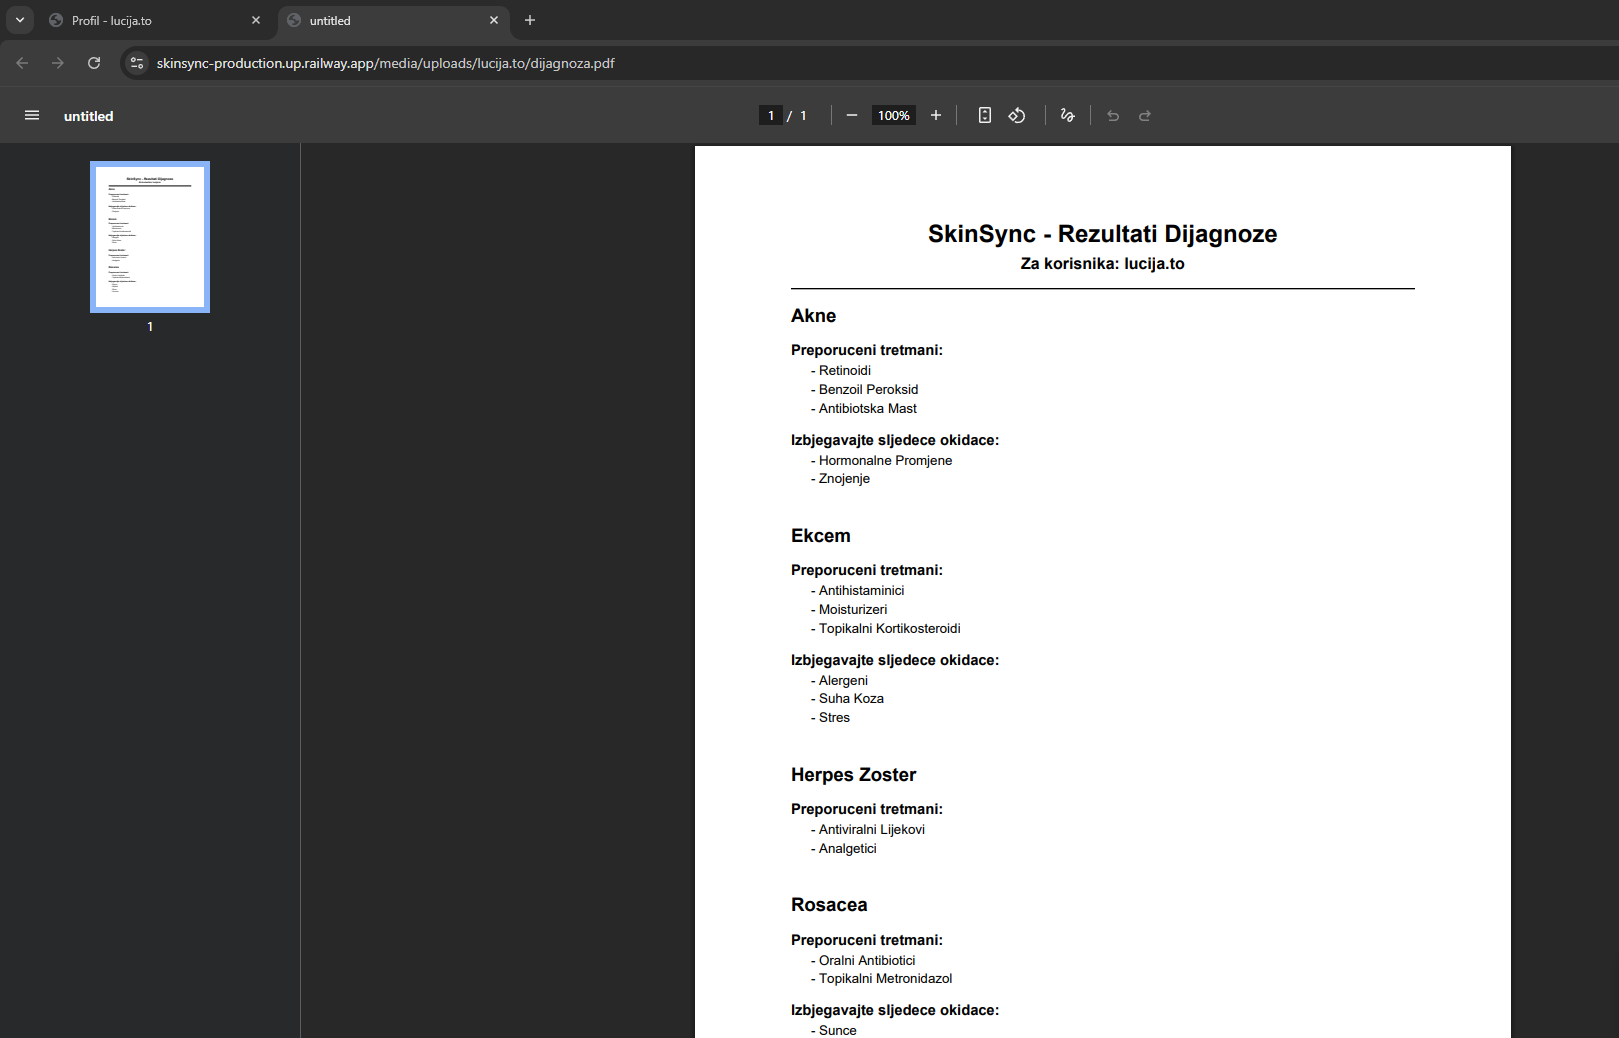 Profil - lucija.to
untitled
skinsync-production.up.railway.app/media/uploads/lucija.to/dijagnoza.pdf
untitled
1 / 1
100%
1
SkinSync - Rezultati Dijagnoze
Za korisnika: lucija.to
Akne
Preporuceni tretmani:
- Retinoidi
- Benzoil Peroksid
- Antibiotska Mast
Izbjegavajte sljedece okidace:
- Hormonalne Promjene
- Znojenje
Ekcem
Preporuceni tretmani:
- Antihistaminici
- Moisturizeri
- Topikalni Kortikosteroidi
Izbjegavajte sljedece okidace:
- Alergeni
- Suha Koza
- Stres
Herpes Zoster
Preporuceni tretmani:
- Antiviralni Lijekovi
- Analgetici
Rosacea
Preporuceni tretmani:
- Oralni Antibiotici
- Topikalni Metronidazol
Izbjegavajte sljedece okidace:
- Sunce